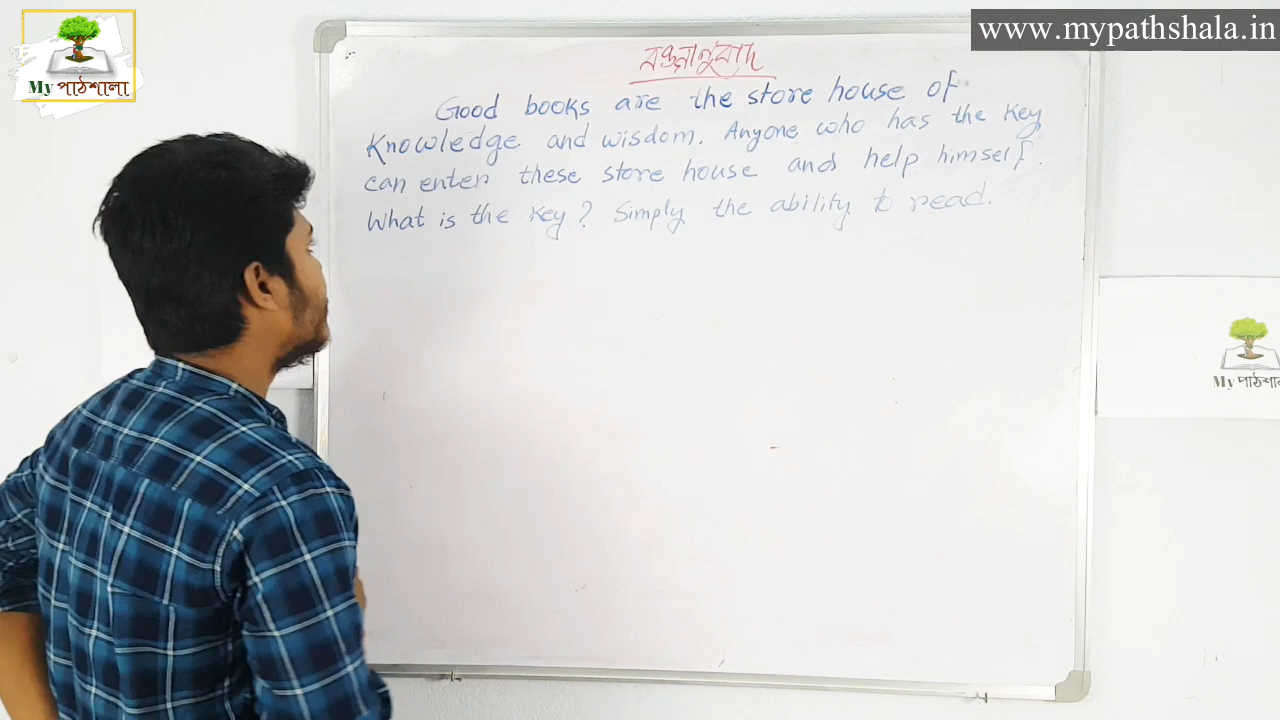 My পাঠশালা
www.mypathshala.in
বঙ্গানুবাদ
Good books are the store house of
Knowledge and wisdom. Anyone who has the key
can enter these store house and help himself.
What is the key? Simply the ability to read.
My পাঠশালা